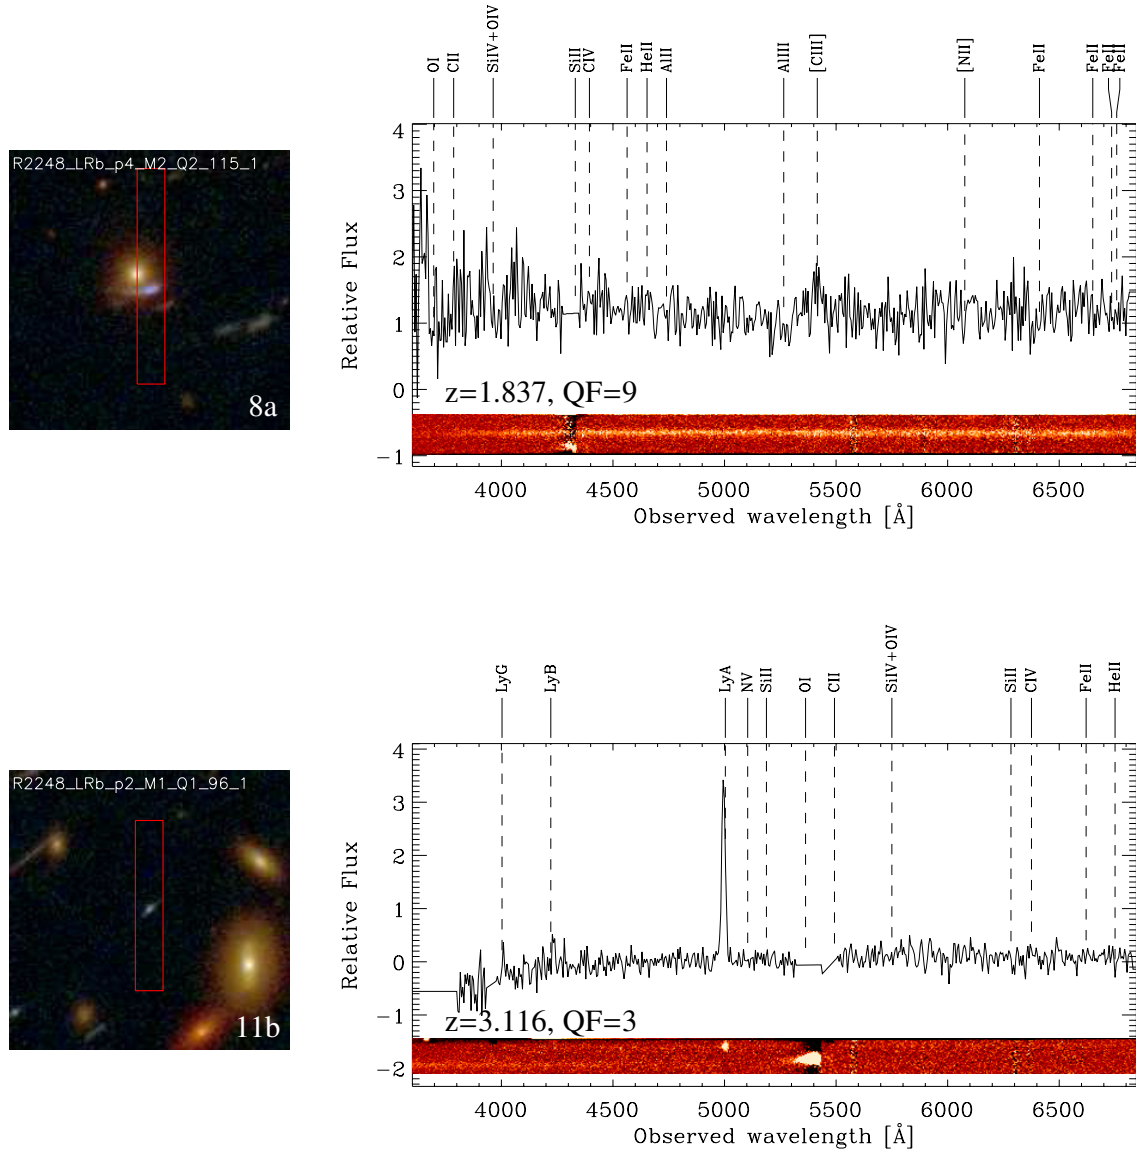 OI CII SiIV+OIV SiII CIV FeII HeII AlII AlIII [CIII] [NII] FeII FeII FeII FeII
R2248_LRb_p4_M2_Q2_115_1
8a
Relative Flux
4
3
2
1
0
−1
z=1.837, QF=9
4000 4500 5000 5500 6000 6500
Observed wavelength [Å]
LyG LyB LyA NV SiII OI CII SiIV+OIV SiII CIV FeII HeII
R2248_LRb_p2_M1_Q1_96_1
11b
Relative Flux
4
3
2
1
0
−1
−2
z=3.116, QF=3
4000 4500 5000 5500 6000 6500
Observed wavelength [Å]